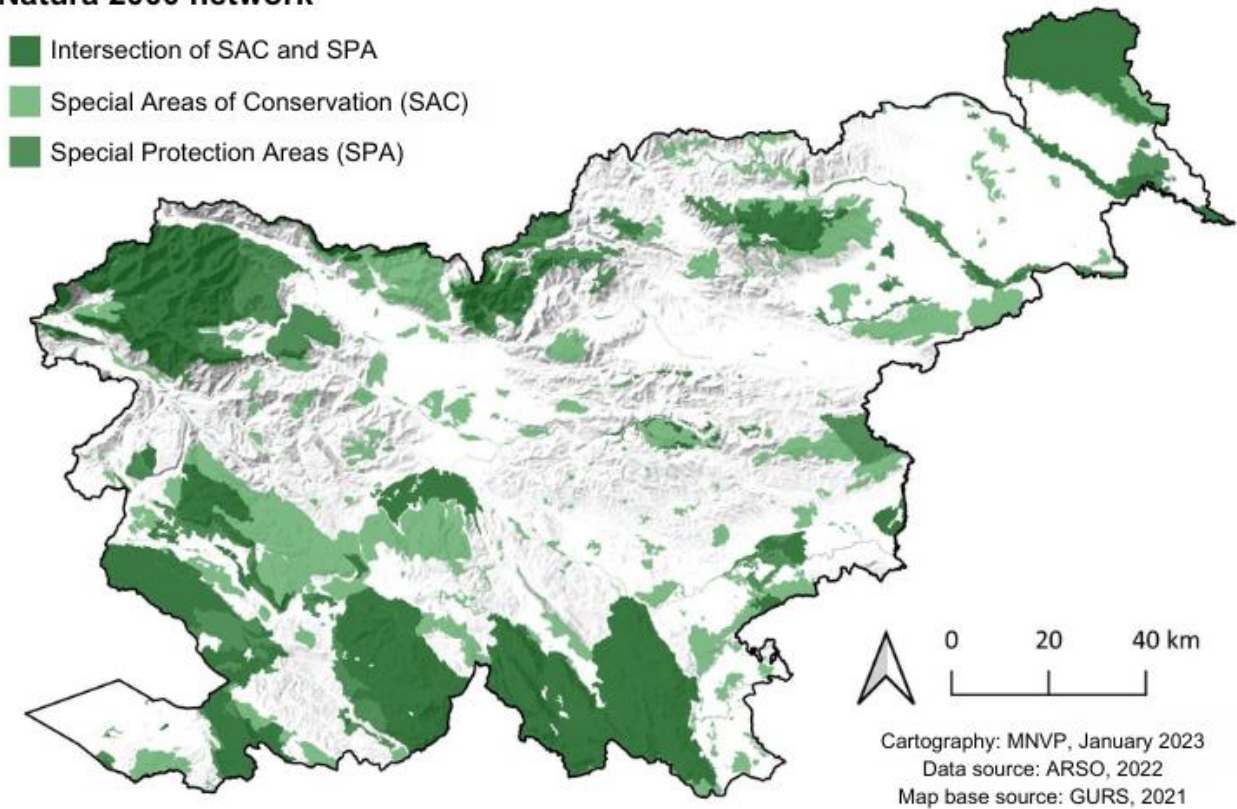 Natura 2000 network
Intersection of SAC and SPA
Special Areas of Conservation (SAC)
Special Protection Areas (SPA)
0 20 40 km
Cartography: MNVP, January 2023
Data source: ARSO, 2022
Map base source: GURS, 2021